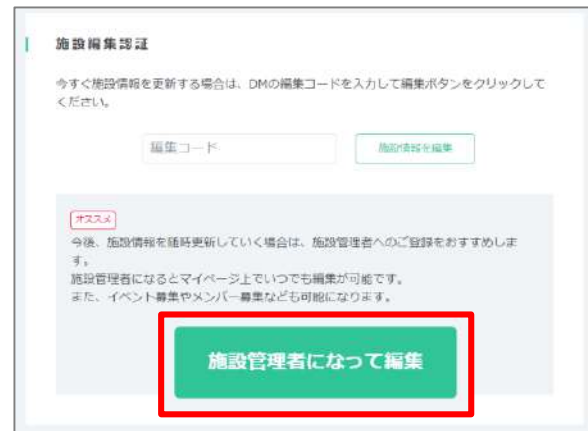 施設編集認証
今すぐ施設情報を更新する場合は、DMの編集コードを入力して編集ボタンをクリックして
ください。
編集コード
施設情報を編集
オススメ
今後、施設情報を随時更新していく場合は、施設管理者へのご登録をおすすめしま
す。
施設管理者になるとマイページ上でいつでも編集が可能です。
また、イベント募集やメンバー募集なども可能になります。
施設管理者になって編集